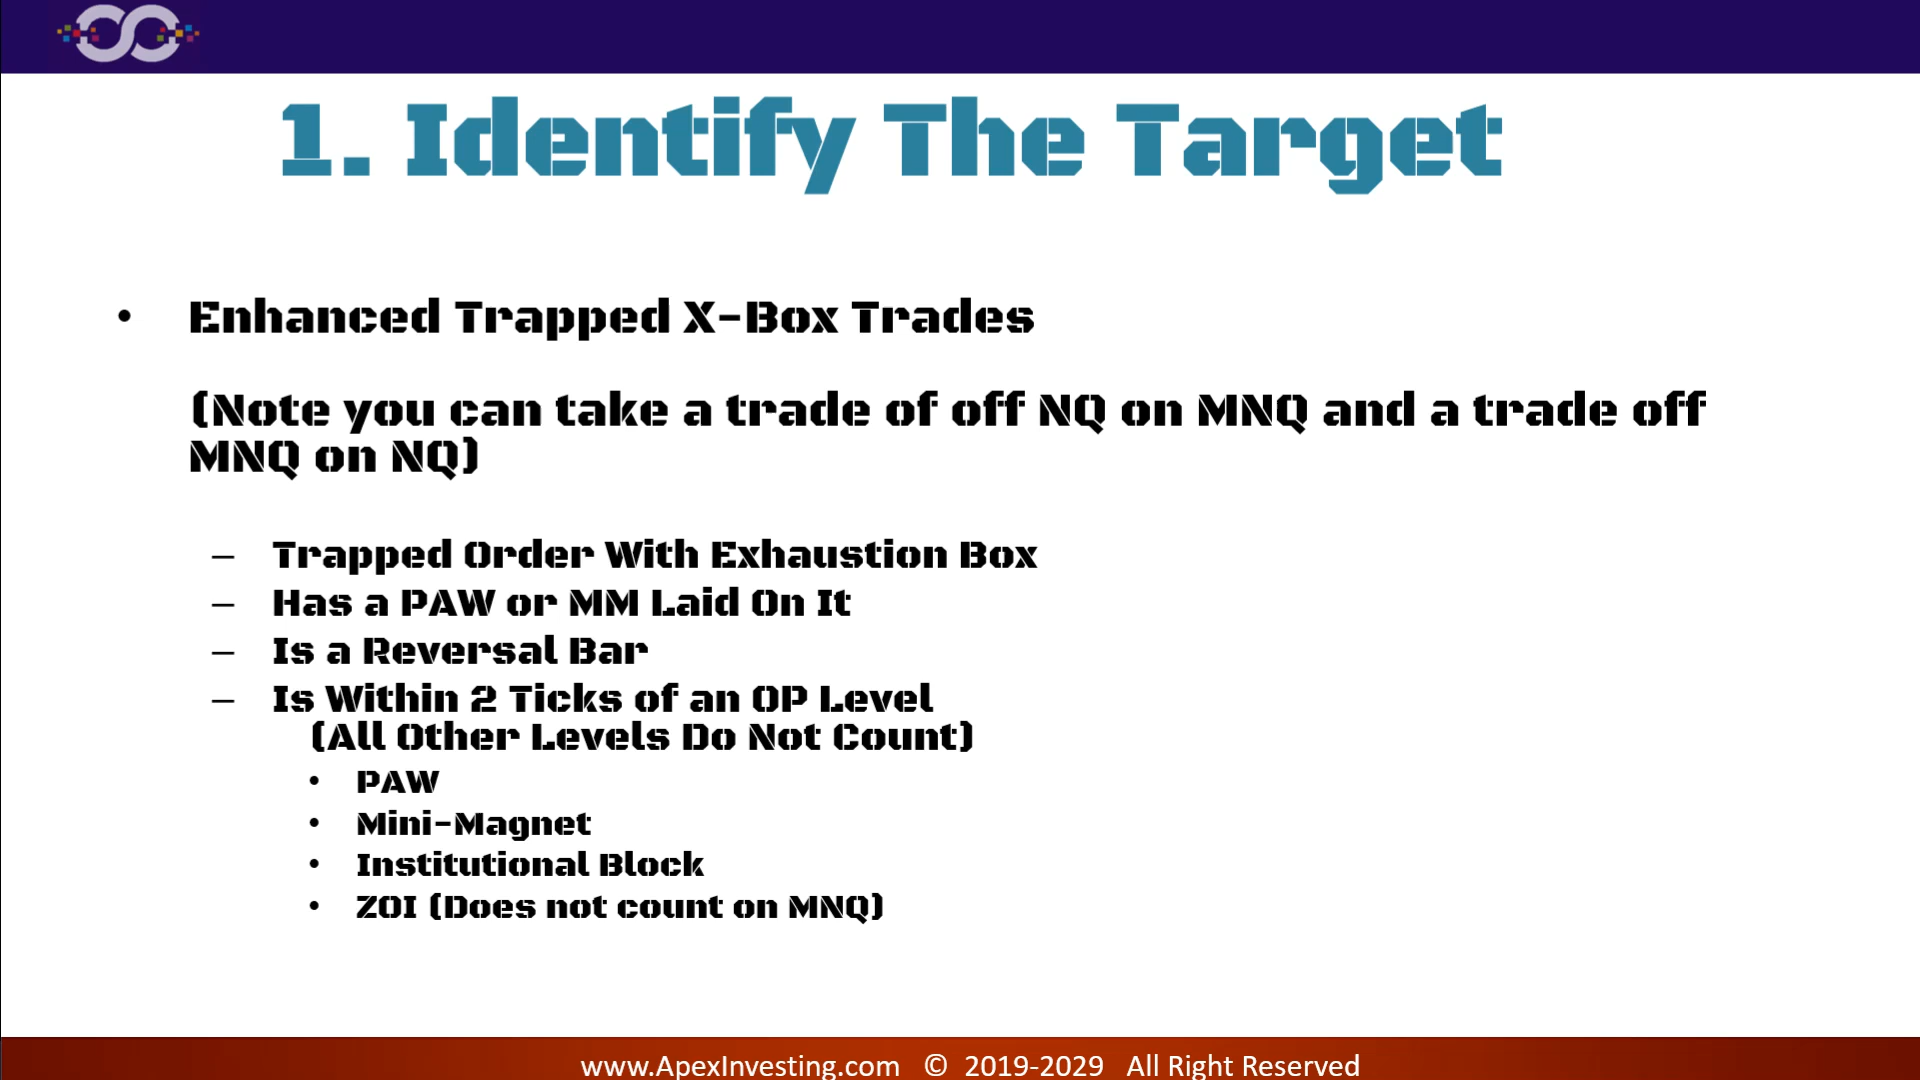 1. Identify The Target
• Enhanced Trapped X-Box Trades
(Note you can take a trade of off NQ on MNQ and a trade off
MNQ on NQ)
– Trapped Order With Exhaustion Box
– Has a PAW or MM Laid On It
– Is a Reversal Bar
– Is Within 2 Ticks of an OP Level
(All Other Levels Do Not Count)
• PAW
• Mini-Magnet
• Institutional Block
• ZOI (Does not count on MNQ)
www.ApexInvesting.com © 2019-2029 All Right Reserved